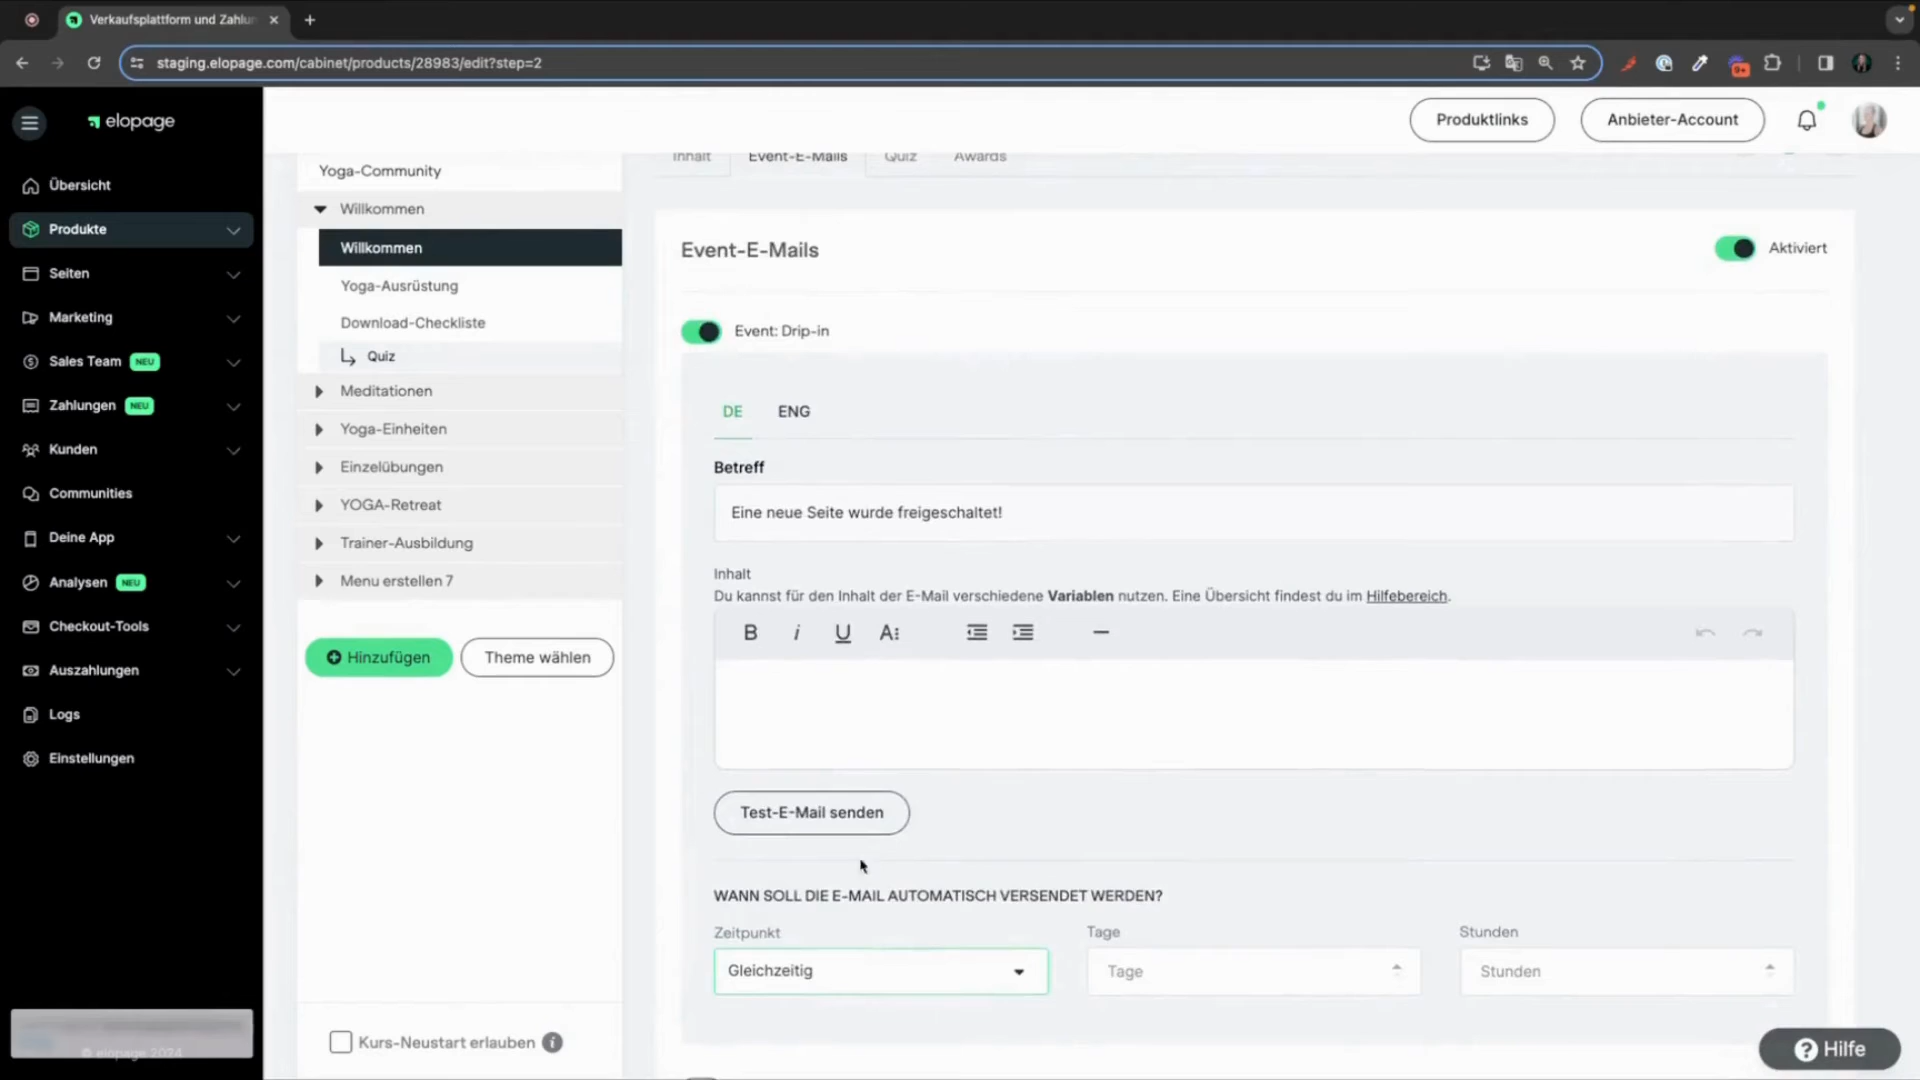 Verkaufsplattform und Zahlu
staging.elopage.com/cabinet/products/28983/edit?step=2
9+
elopage
Produktlinks
Anbieter-Account
Übersicht
Produkte
Seiten
Marketing
Sales Team NEU
Zahlungen NEU
Kunden
Communities
Deine App
Analysen NEU
Checkout-Tools
Auszahlungen
Logs
Einstellungen
© elopage 2024
Yoga-Community
Willkommen
Willkommen
Yoga-Ausrüstung
Download-Checkliste
Quiz
Meditationen
Yoga-Einheiten
Einzelübungen
YOGA-Retreat
Trainer-Ausbildung
Menu erstellen 7
Hinzufügen
Theme wählen
Kurs-Neustart erlauben
Inhalt
Event-E-Mails
Quiz
Awards
Event-E-Mails
Aktiviert
Event: Drip-in
DE
ENG
Betreff
Eine neue Seite wurde freigeschaltet!
Inhalt
Du kannst für den Inhalt der E-Mail verschiedene Variablen nutzen. Eine Übersicht findest du im Hilfebereich.
Test-E-Mail senden
WANN SOLL DIE E-MAIL AUTOMATISCH VERSENDET WERDEN?
Zeitpunkt
Tage
Stunden
Gleichzeitig
Tage
Stunden
Hilfe